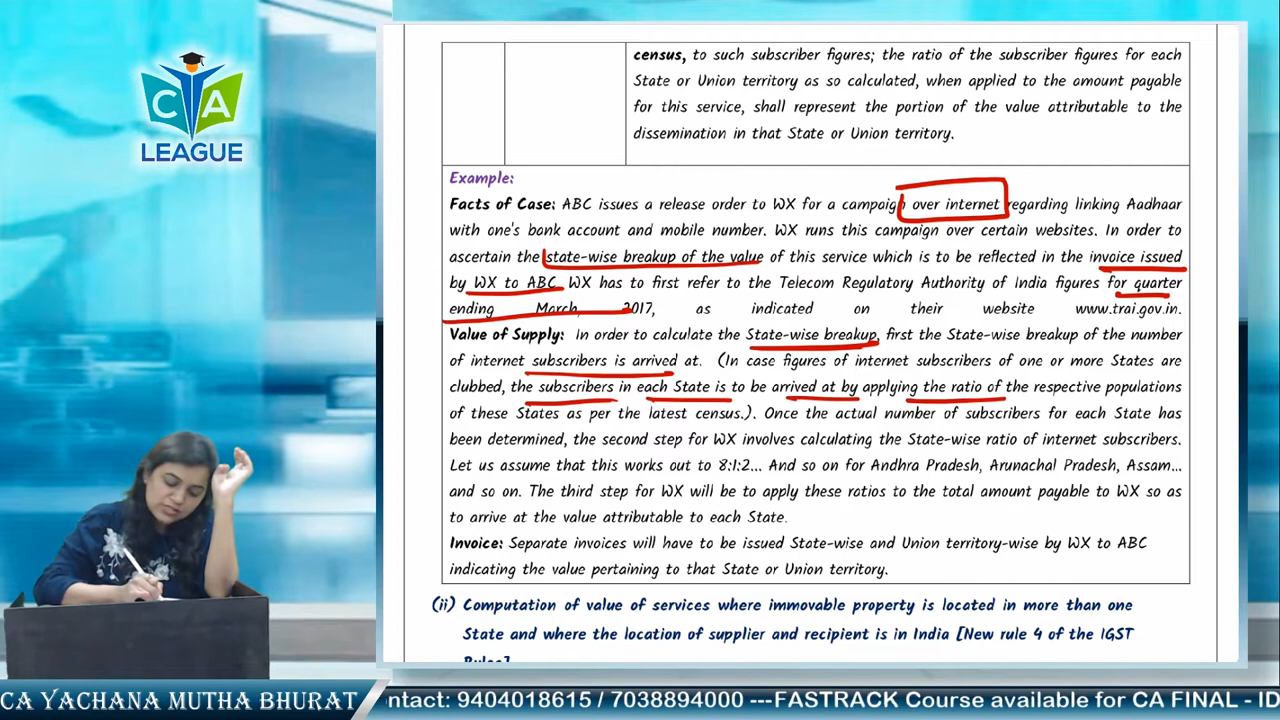 CA
LEAGUE
census, to such subscriber figures; the ratio of the subscriber figures for each
State or Union territory as so calculated, when applied to the amount payable
for this service, shall represent the portion of the value attributable to the
dissemination in that State or Union territory.
Example:
Facts of Case: ABC issues a release order to WX for a campaign over internet regarding linking Aadhaar
with one's bank account and mobile number. WX runs this campaign over certain websites. In order to
ascertain the state-wise breakup of the value of this service which is to be reflected in the invoice issued
by WX to ABC. WX has to first refer to the Telecom Regulatory Authority of India figures for quarter
ending March, 2017, as indicated on their website www.trai.gov.in.
Value of Supply: In order to calculate the State-wise breakup, first the State-wise breakup of the number
of internet subscribers is arrived at. (In case figures of internet subscribers of one or more States are
clubbed, the subscribers in each State is to be arrived at by applying the ratio of the respective populations
of these States as per the latest census.). Once the actual number of subscribers for each State has
been determined, the second step for WX involves calculating the State-wise ratio of internet subscribers.
Let us assume that this works out to 8:1:2... And so on for Andhra Pradesh, Arunachal Pradesh, Assam...
and so on. The third step for WX will be to apply these ratios to the total amount payable to WX so as
to arrive at the value attributable to each State.
Invoice: Separate invoices will have to be issued State-wise and Union territory-wise by WX to ABC
indicating the value pertaining to that State or Union territory.
(ii) Computation of value of services where immovable property is located in more than one
State and where the location of supplier and recipient is in India [New rule 4 of the IGST
Rules]
CA YACHANA MUTHA BHURAT
ntact: 9404018615 / 7038894000 ---FASTRACK Course available for CA FINAL - ID